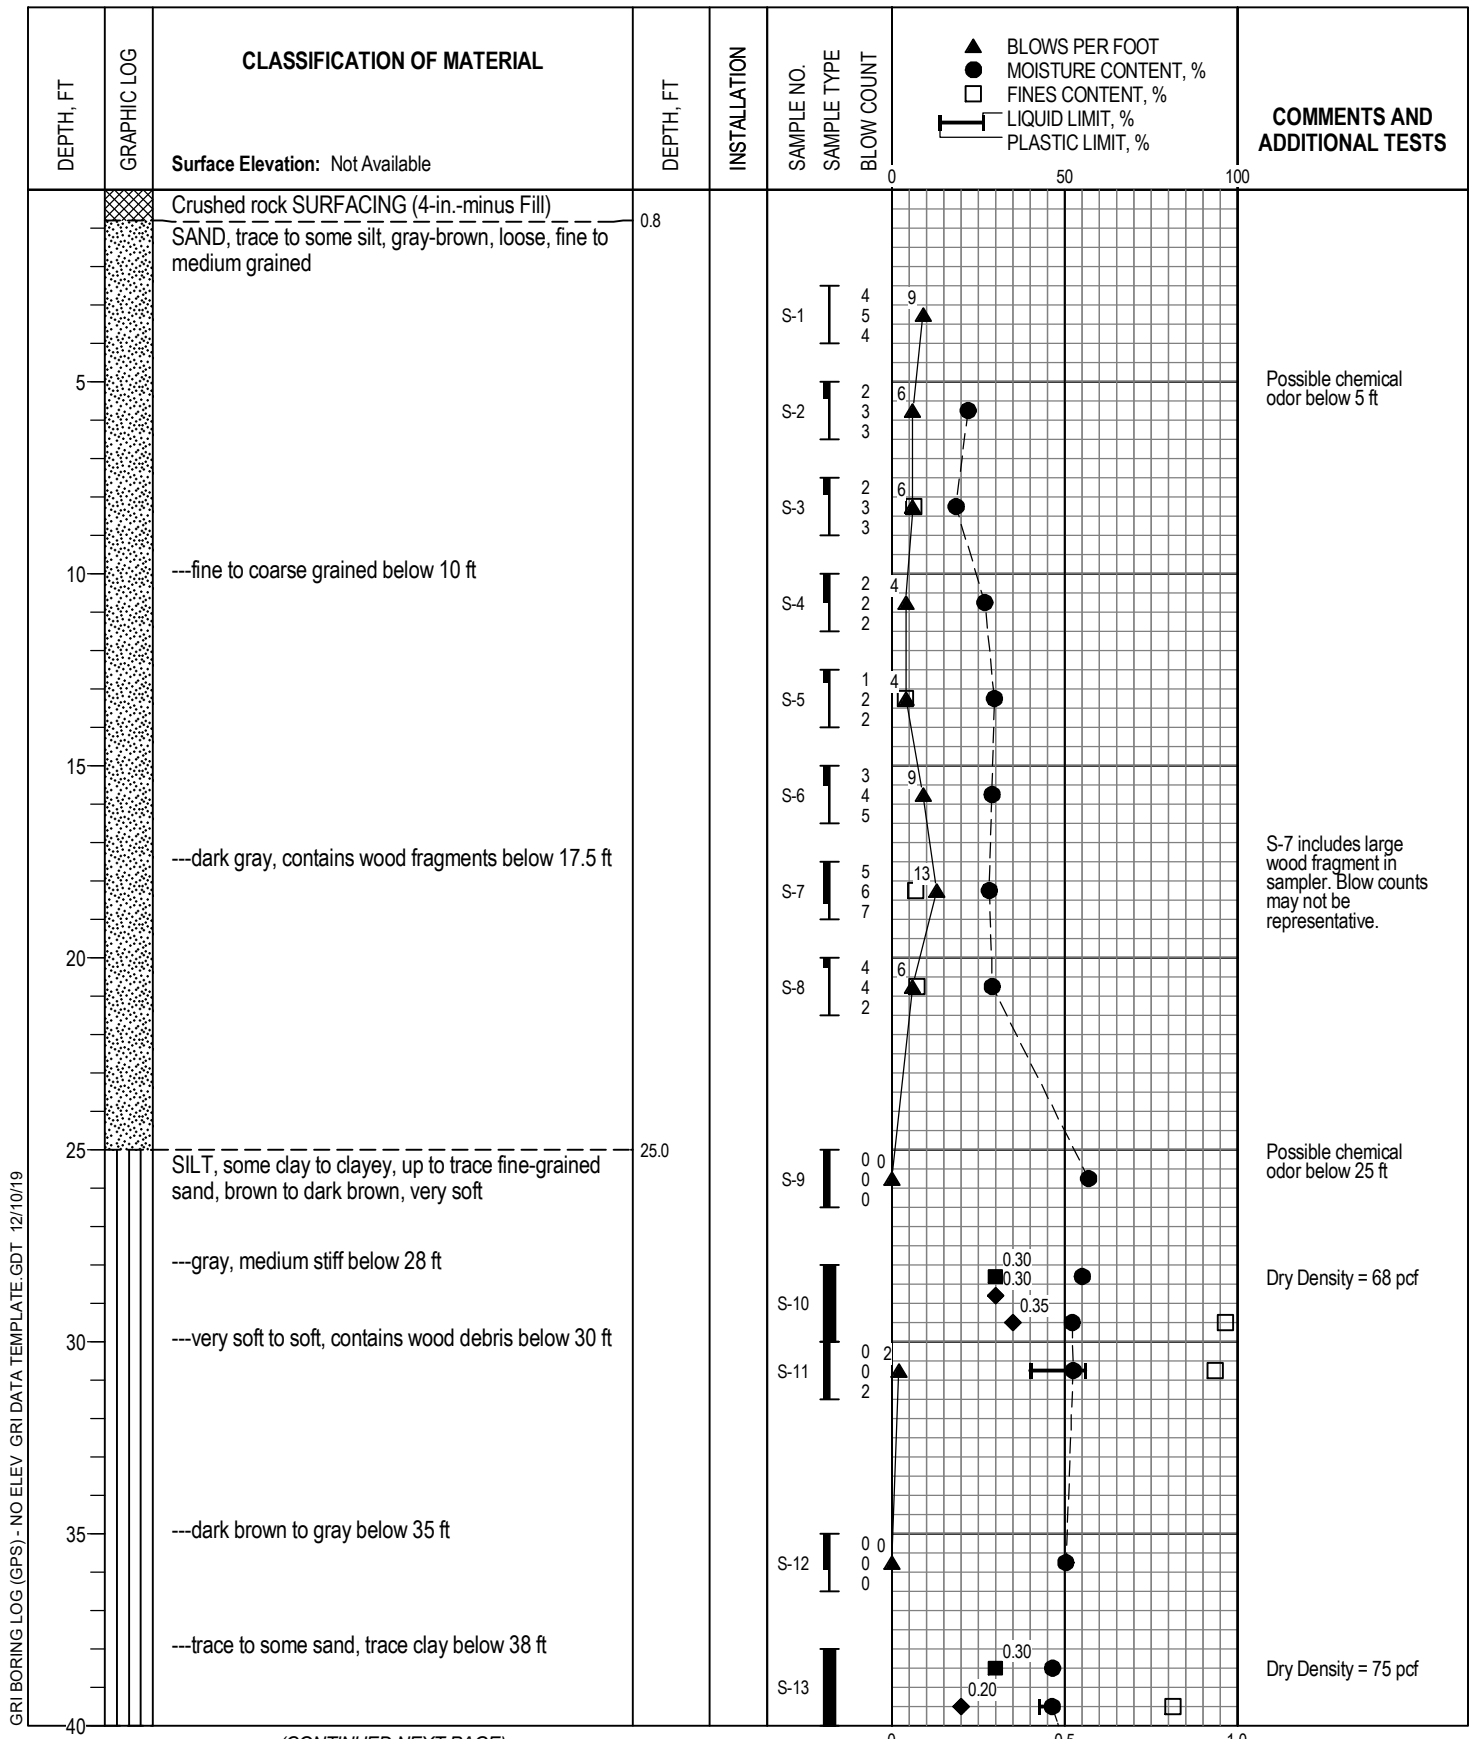 DEPTH, FT
GRAPHIC LOG
CLASSIFICATION OF MATERIAL
Surface Elevation: Not Available
DEPTH, FT
INSTALLATION
SAMPLE NO.
SAMPLE TYPE
BLOW COUNT
BLOWS PER FOOT
MOISTURE CONTENT, %
FINES CONTENT, %
LIQUID LIMIT, %
PLASTIC LIMIT, %
0 50 100
COMMENTS AND
ADDITIONAL TESTS
Crushed rock SURFACING (4-in.-minus Fill)
0.8
SAND, trace to some silt, gray-brown, loose, fine to
medium grained
S-1
4
5
4
9
5
S-2
2
3
3
6
Possible chemical
odor below 5 ft
S-3
2
3
3
6
10
---fine to coarse grained below 10 ft
S-4
2
2
2
4
S-5
1
2
2
4
15
S-6
3
4
5
9
---dark gray, contains wood fragments below 17.5 ft
S-7
5
6
7
13
S-7 includes large
wood fragment in
sampler. Blow counts
may not be
representative.
20
S-8
4
4
2
6
25
25.0
SILT, some clay to clayey, up to trace fine-grained
sand, brown to dark brown, very soft
S-9
0
0
0
0
Possible chemical
odor below 25 ft
---gray, medium stiff below 28 ft
S-10
0.30
0.30
0.35
Dry Density = 68 pcf
30
---very soft to soft, contains wood debris below 30 ft
S-11
0
0
2
2
35
---dark brown to gray below 35 ft
S-12
0
0
0
0
---trace to some sand, trace clay below 38 ft
S-13
0.30
0.20
Dry Density = 75 pcf
40
(CONTINUED NEXT PAGE)
0 0.5 1.0
GRI BORING LOG (GPS) - NO ELEV GRI DATA TEMPLATE.GDT 12/10/19